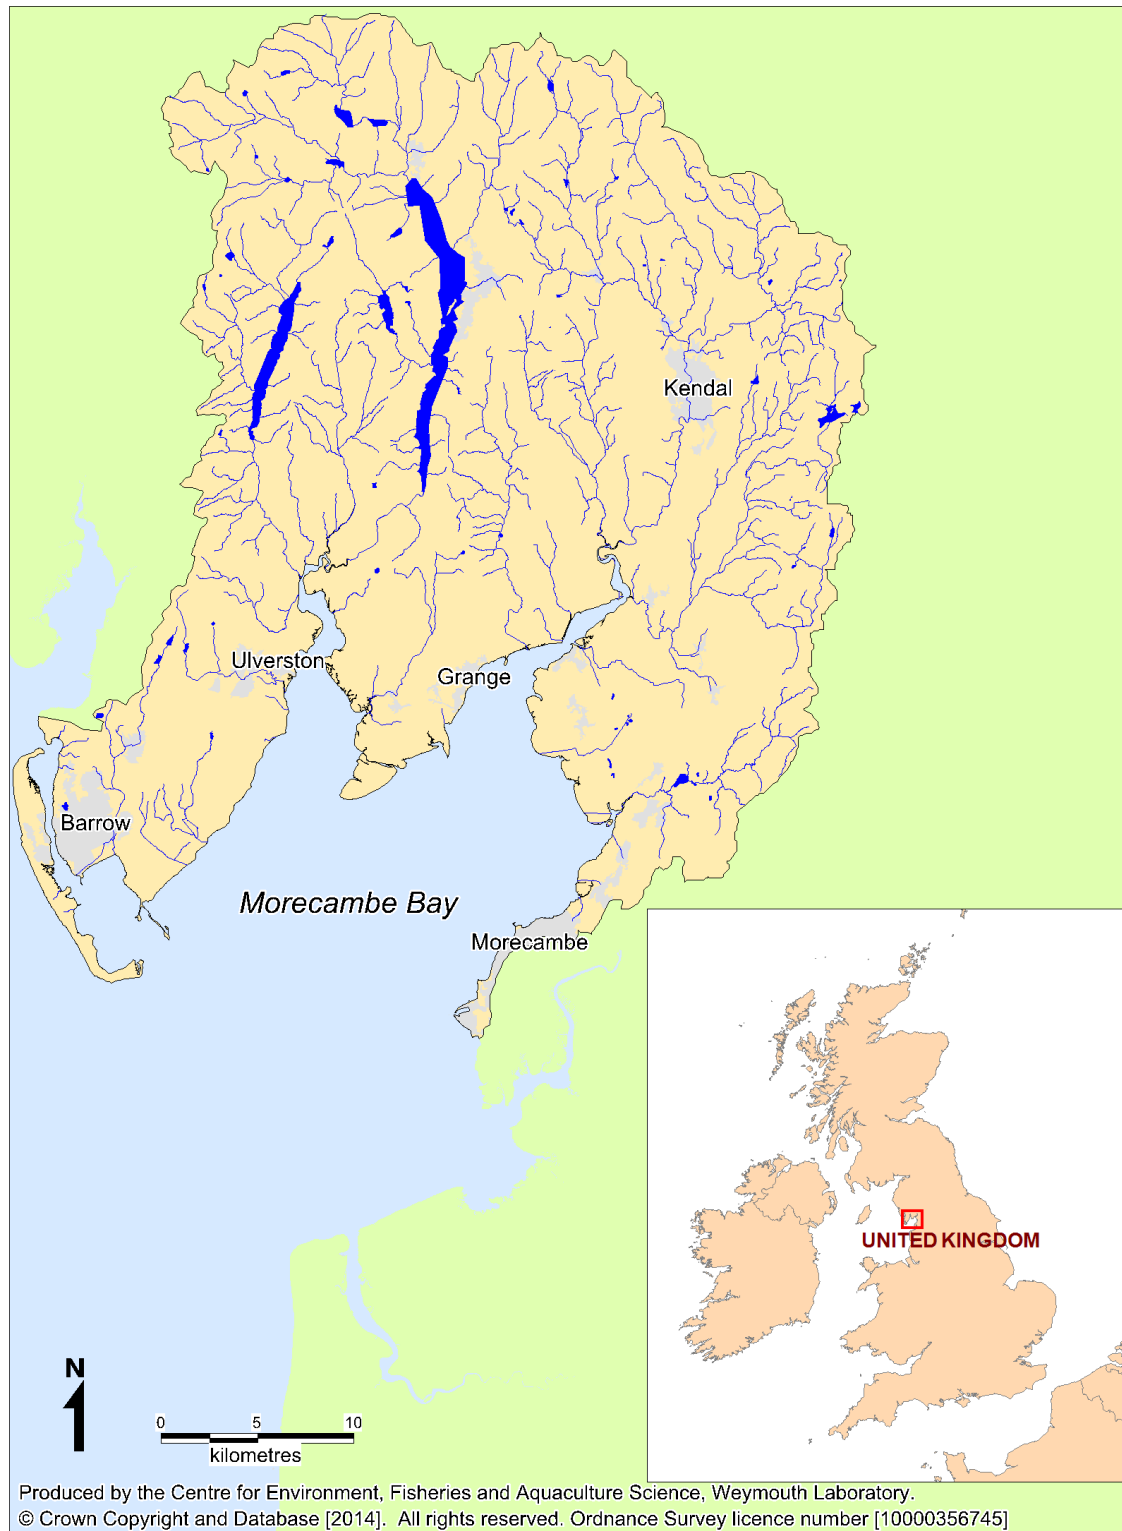 Kendal
Ulverston
Grange
Barrow
Morecambe Bay
Morecambe
UNITED KINGDOM
N
0 5 10
kilometres
Produced by the Centre for Environment, Fisheries and Aquaculture Science, Weymouth Laboratory.
© Crown Copyright and Database [2014]. All rights reserved. Ordnance Survey licence number [10000356745]